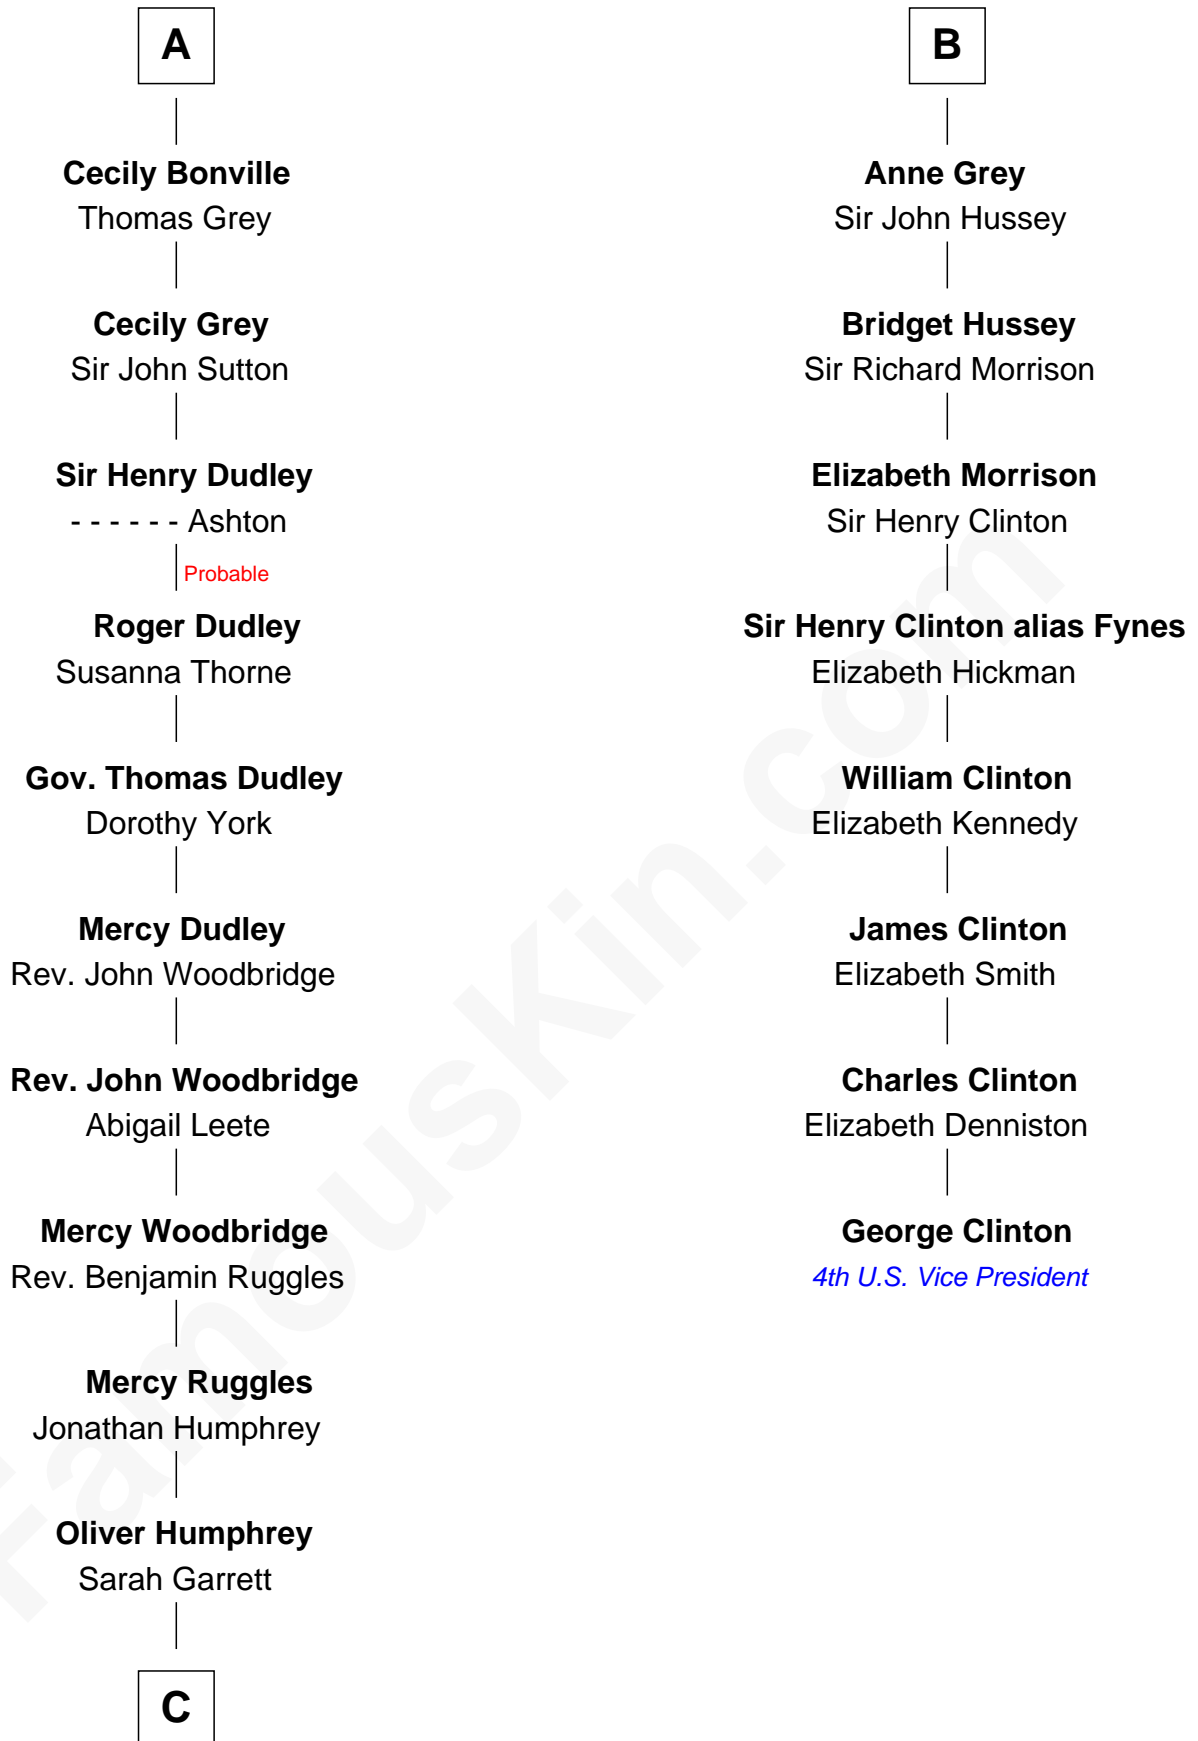 A
Cecily Bonville
Thomas Grey
Cecily Grey
Sir John Sutton
Sir Henry Dudley
- - - - - - Ashton
Probable
Roger Dudley
Susanna Thorne
Gov. Thomas Dudley
Dorothy York
Mercy Dudley
Rev. John Woodbridge
Rev. John Woodbridge
Abigail Leete
Mercy Woodbridge
Rev. Benjamin Ruggles
Mercy Ruggles
Jonathan Humphrey
Oliver Humphrey
Sarah Garrett
C
B
Anne Grey
Sir John Hussey
Bridget Hussey
Sir Richard Morrison
Elizabeth Morrison
Sir Henry Clinton
Sir Henry Clinton alias Fynes
Elizabeth Hickman
William Clinton
Elizabeth Kennedy
James Clinton
Elizabeth Smith
Charles Clinton
Elizabeth Denniston
George Clinton
4th U.S. Vice President
FamousKin.com